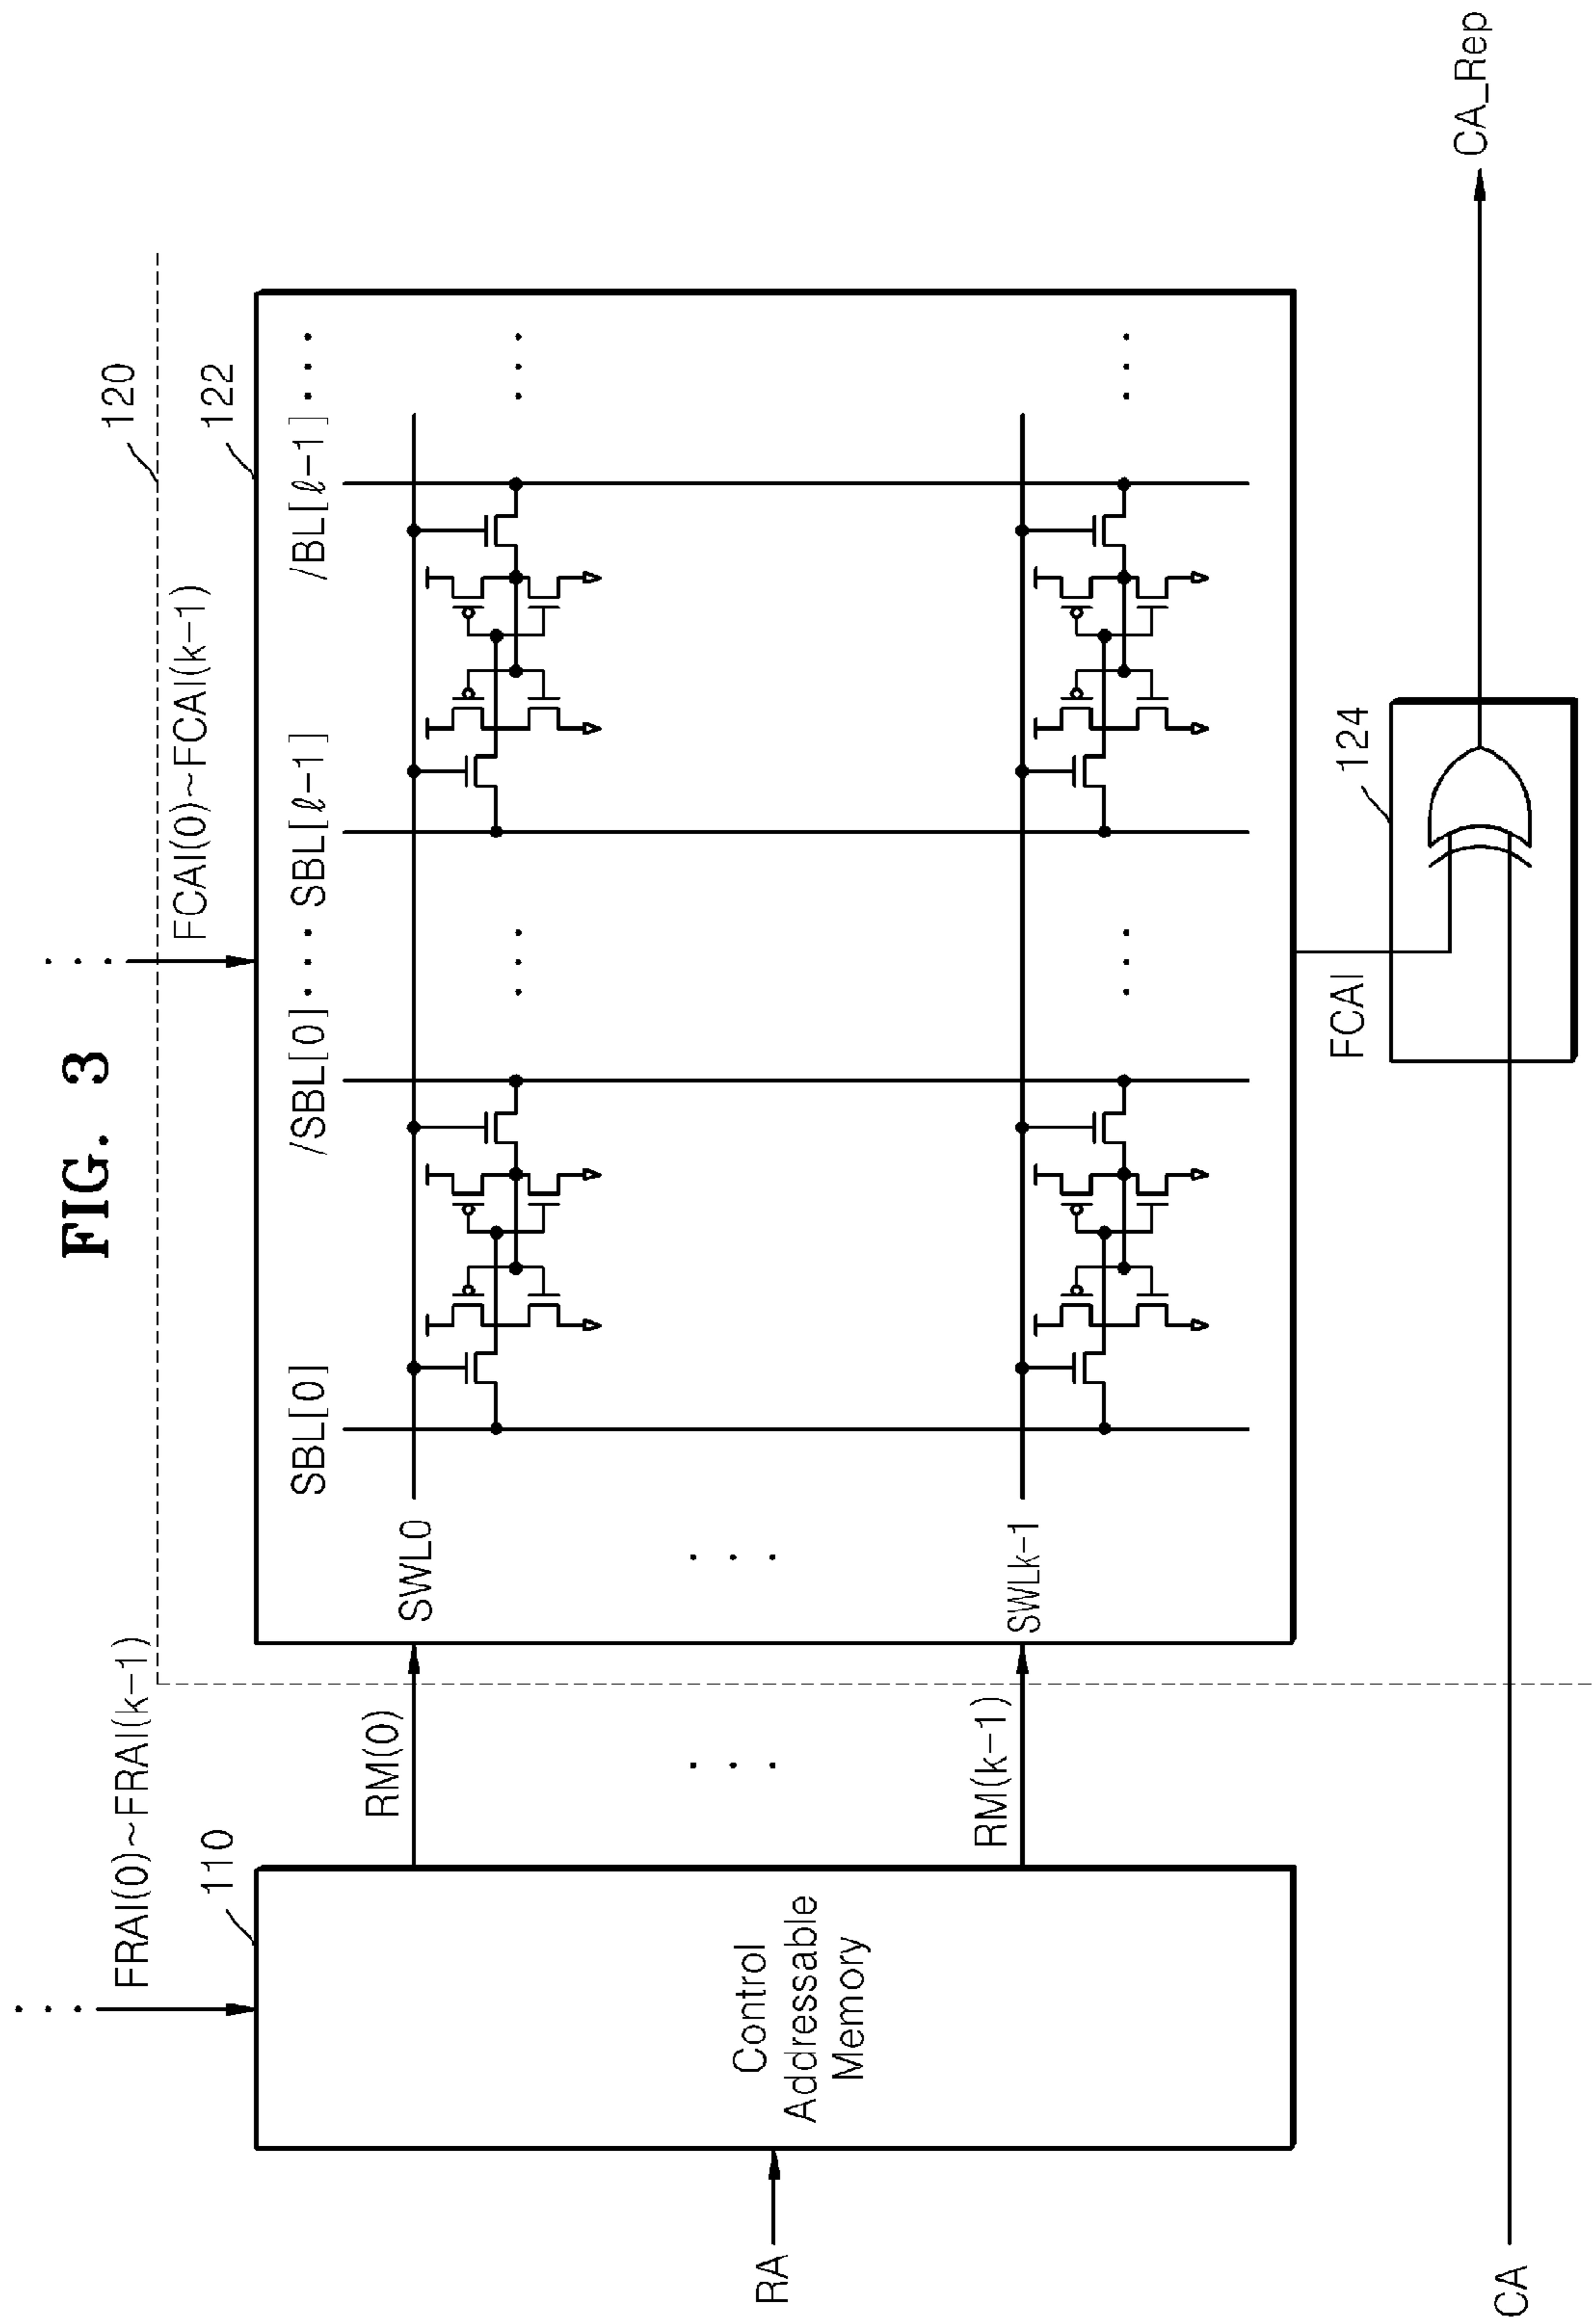 FIG. 3
FRAI(0)~FRAI(k-1)
110
120
FCAI(0)~FCAI(k-1)
122
SBL[0]
/SBL[0]
SBL[ℓ-1]
/BL[ℓ-1]
RM(0)
SWL0
RA
Control
Addressable
Memory
RM(k-1)
SWLk-1
FCAI
124
CA
CA_Rep